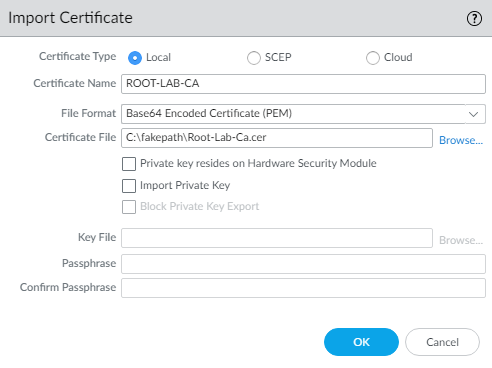 Import Certificate ?
Certificate Type Local SCEP Cloud
Certificate Name ROOT-LAB-CA
File Format Base64 Encoded Certificate (PEM)
Certificate File C:\fakepath\Root-Lab-Ca.cer Browse...
Private key resides on Hardware Security Module
Import Private Key
Block Private Key Export
Key File Browse...
Passphrase
Confirm Passphrase
OK Cancel